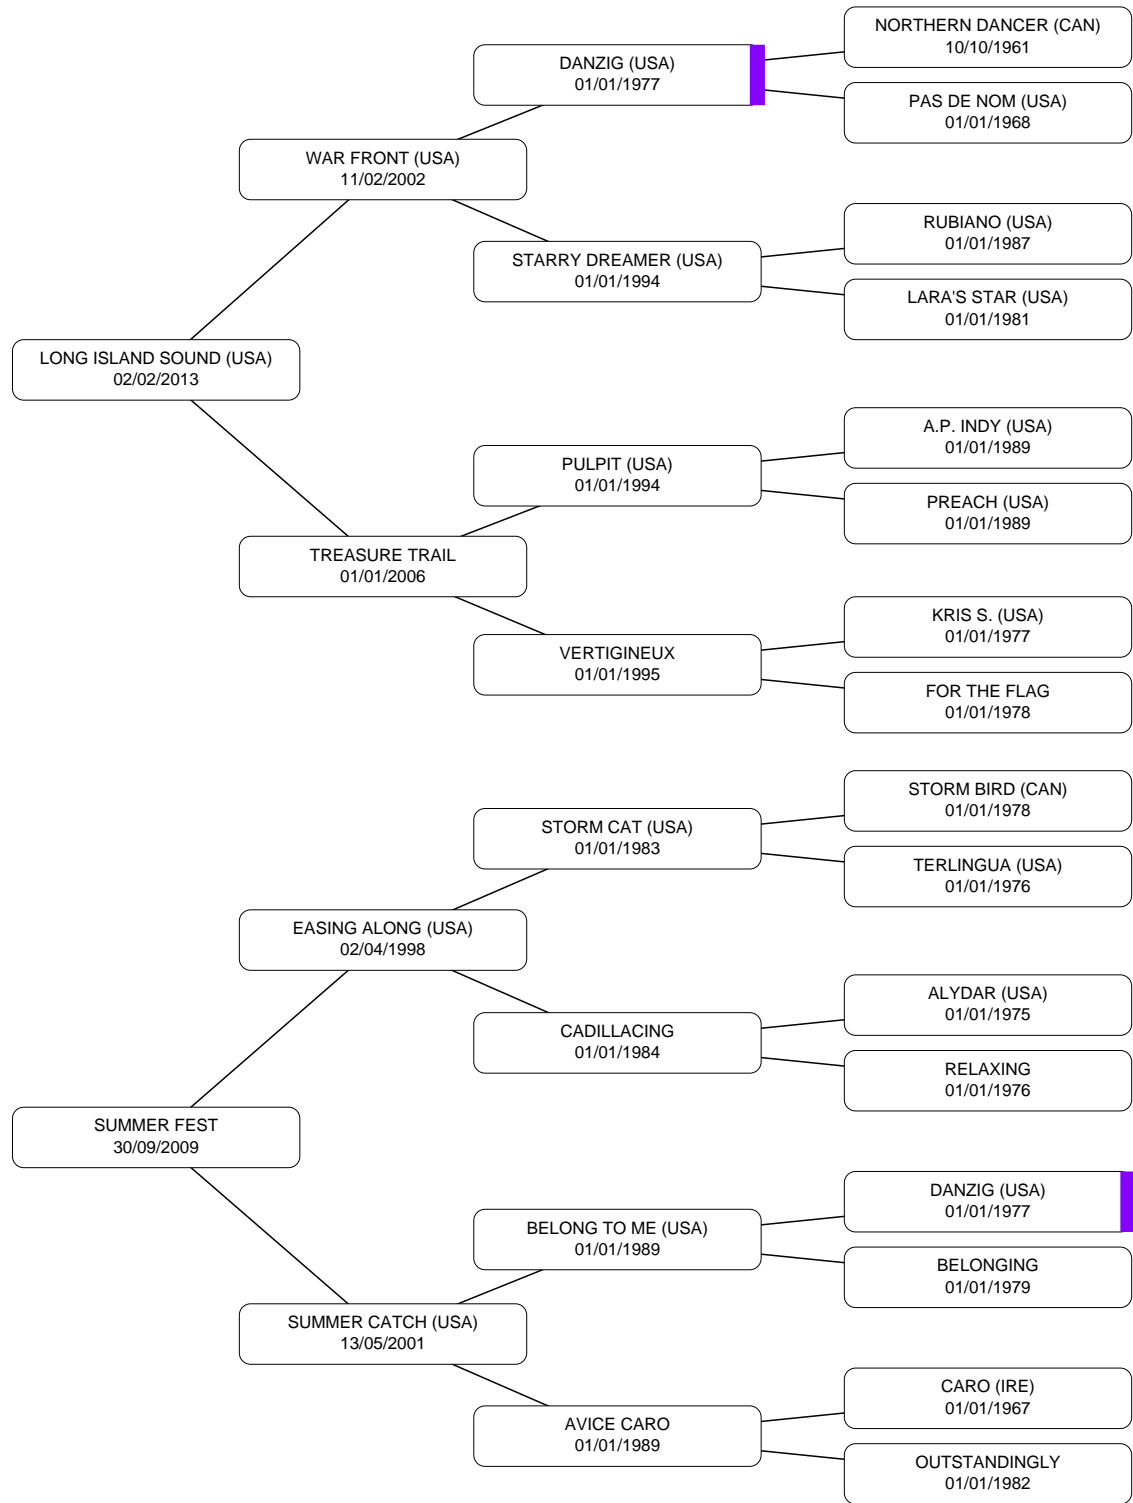 NORTHERN DANCER (CAN)
10/10/1961
DANZIG (USA)
01/01/1977
PAS DE NOM (USA)
01/01/1968
WAR FRONT (USA)
11/02/2002
RUBIANO (USA)
01/01/1987
STARRY DREAMER (USA)
01/01/1994
LARA'S STAR (USA)
01/01/1981
LONG ISLAND SOUND (USA)
02/02/2013
A.P. INDY (USA)
01/01/1989
PULPIT (USA)
01/01/1994
PREACH (USA)
01/01/1989
TREASURE TRAIL
01/01/2006
KRIS S. (USA)
01/01/1977
VERTIGINEUX
01/01/1995
FOR THE FLAG
01/01/1978
STORM BIRD (CAN)
01/01/1978
STORM CAT (USA)
01/01/1983
TERLINGUA (USA)
01/01/1976
EASING ALONG (USA)
02/04/1998
ALYDAR (USA)
01/01/1975
CADILLACING
01/01/1984
RELAXING
01/01/1976
SUMMER FEST
30/09/2009
DANZIG (USA)
01/01/1977
BELONG TO ME (USA)
01/01/1989
BELONGING
01/01/1979
SUMMER CATCH (USA)
13/05/2001
CARO (IRE)
01/01/1967
AVICE CARO
01/01/1989
OUTSTANDINGLY
01/01/1982